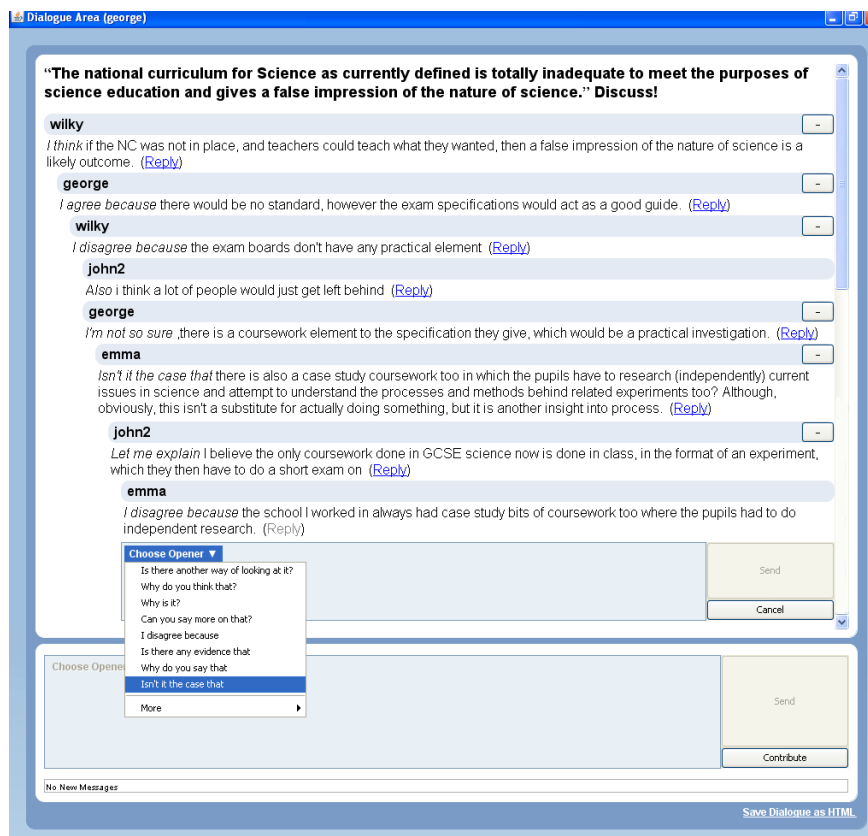 Dialogue Area (george)
“The national curriculum for Science as currently defined is totally inadequate to meet the purposes of
science education and gives a false impression of the nature of science.” Discuss!
wilky
-
I think if the NC was not in place, and teachers could teach what they wanted, then a false impression of the nature of science is a
likely outcome. (Reply)
george
-
I agree because there would be no standard, however the exam specifications would act as a good guide. (Reply)
wilky
-
I disagree because the exam boards don't have any practical element (Reply)
john2
Also i think a lot of people would just get left behind (Reply)
george
-
I'm not so sure ,there is a coursework element to the specification they give, which would be a practical investigation. (Reply)
emma
-
Isn't it the case that there is also a case study coursework too in which the pupils have to research (independently) current
issues in science and attempt to understand the processes and methods behind related experiments too? Although,
obviously, this isn't a substitute for actually doing something, but it is another insight into process. (Reply)
john2
-
Let me explain I believe the only coursework done in GCSE science now is done in class, in the format of an experiment,
which they then have to do a short exam on (Reply)
emma
I disagree because the school I worked in always had case study bits of coursework too where the pupils had to do
independent research. (Reply)
Choose Opener ▼
Is there another way of looking at it?
Why do you think that?
Why is it?
Can you say more on that?
I disagree because
Is there any evidence that
Why do you say that
Isn't it the case that
More
Send
Cancel
Choose Opene
Send
Contribute
No New Messages
Save Dialogue as HTML